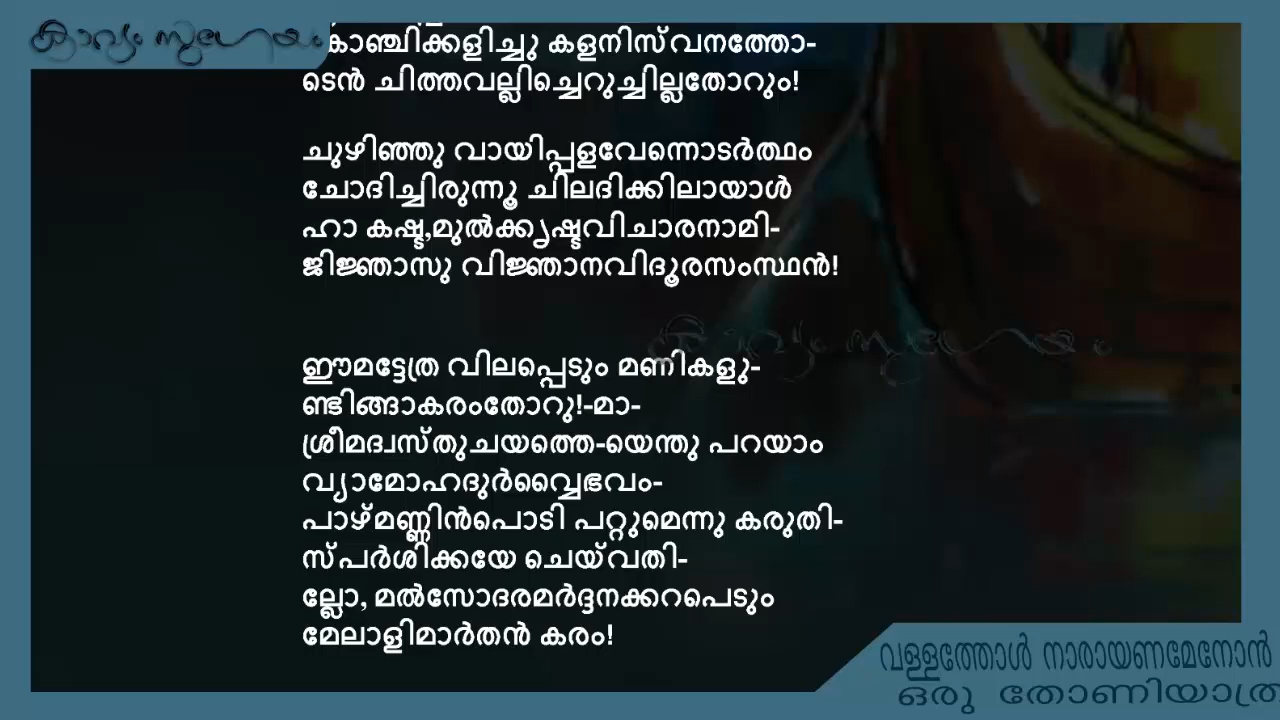 കാവ്യം സുഗേയം
കാഞ്ചിക്കളിച്ചു കളനിസ്വനത്തോ-
ടെൻ ചിത്തവല്ലിച്ചെറുച്ചില്ലതോറും!
ചുഴിഞ്ഞു വായിപ്പളവേന്നൊടർത്ഥം
ചോദിച്ചിരുന്നൂ ചിലദിക്കിലായാൾ
ഹാ കഷ്ട,മുൽക്കൃഷ്ടവിചാരനാമി-
ജിജ്ഞാസു വിജ്ഞാനവിദൂരസംസ്ഥൻ!
ഈമട്ടേത്ര വിലപ്പെടും മണികളു-
ണ്ടിങ്ങാകരംതോറു!-മാ-
ശ്രീമദ്വസ്തുചയത്തെ-യെന്തു പറയാം
വ്യാമോഹദുർവ്വൈഭവം-
പാഴ്മണ്ണിൻപൊടി പറ്റുമെന്നു കരുതി-
സ്പർശിക്കയേ ചെയ്‌വതി-
ല്ലോ, മൽസോദരമർദ്ദനക്കറപെടും
മേലാളിമാർതൻ കരം!
കാവ്യം സുഗേയം
വള്ളത്തോൾ നാരായണമേനോൻ
ഒരു തോണിയാത്ര